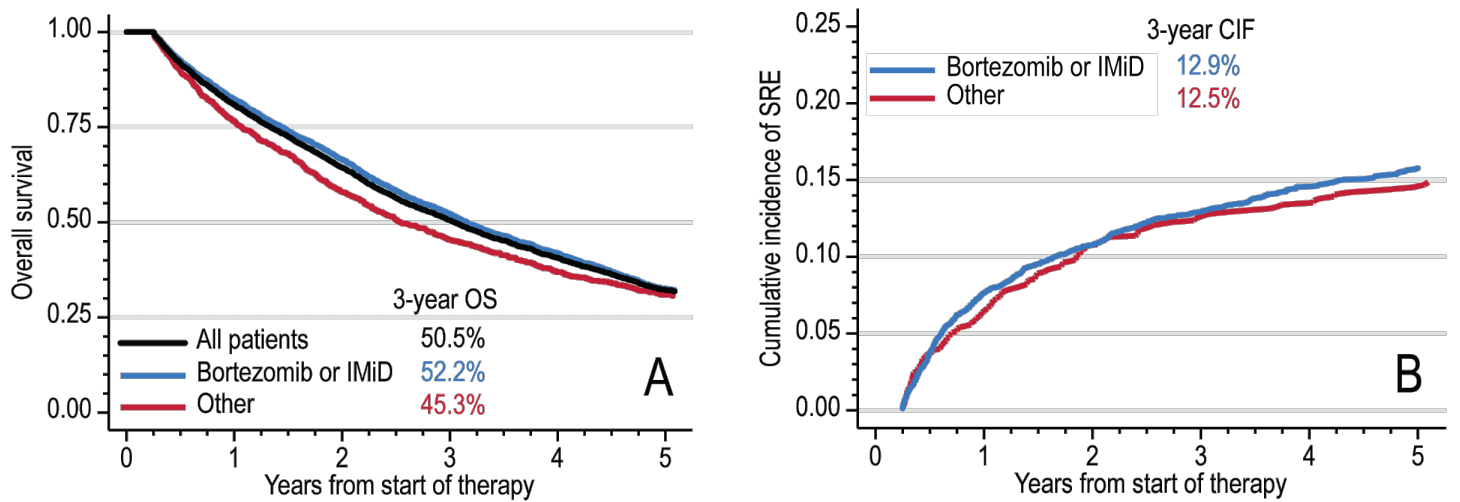 1.00
0.75
0.50
0.25
0.00
Overall survival
3-year OS
All patients 50.5%
Bortezomib or IMiD 52.2%
Other 45.3%
A
0 1 2 3 4 5
Years from start of therapy
0.25
0.20
0.15
0.10
0.05
0.00
Cumulative incidence of SRE
3-year CIF
Bortezomib or IMiD 12.9%
Other 12.5%
B
0 1 2 3 4 5
Years from start of therapy